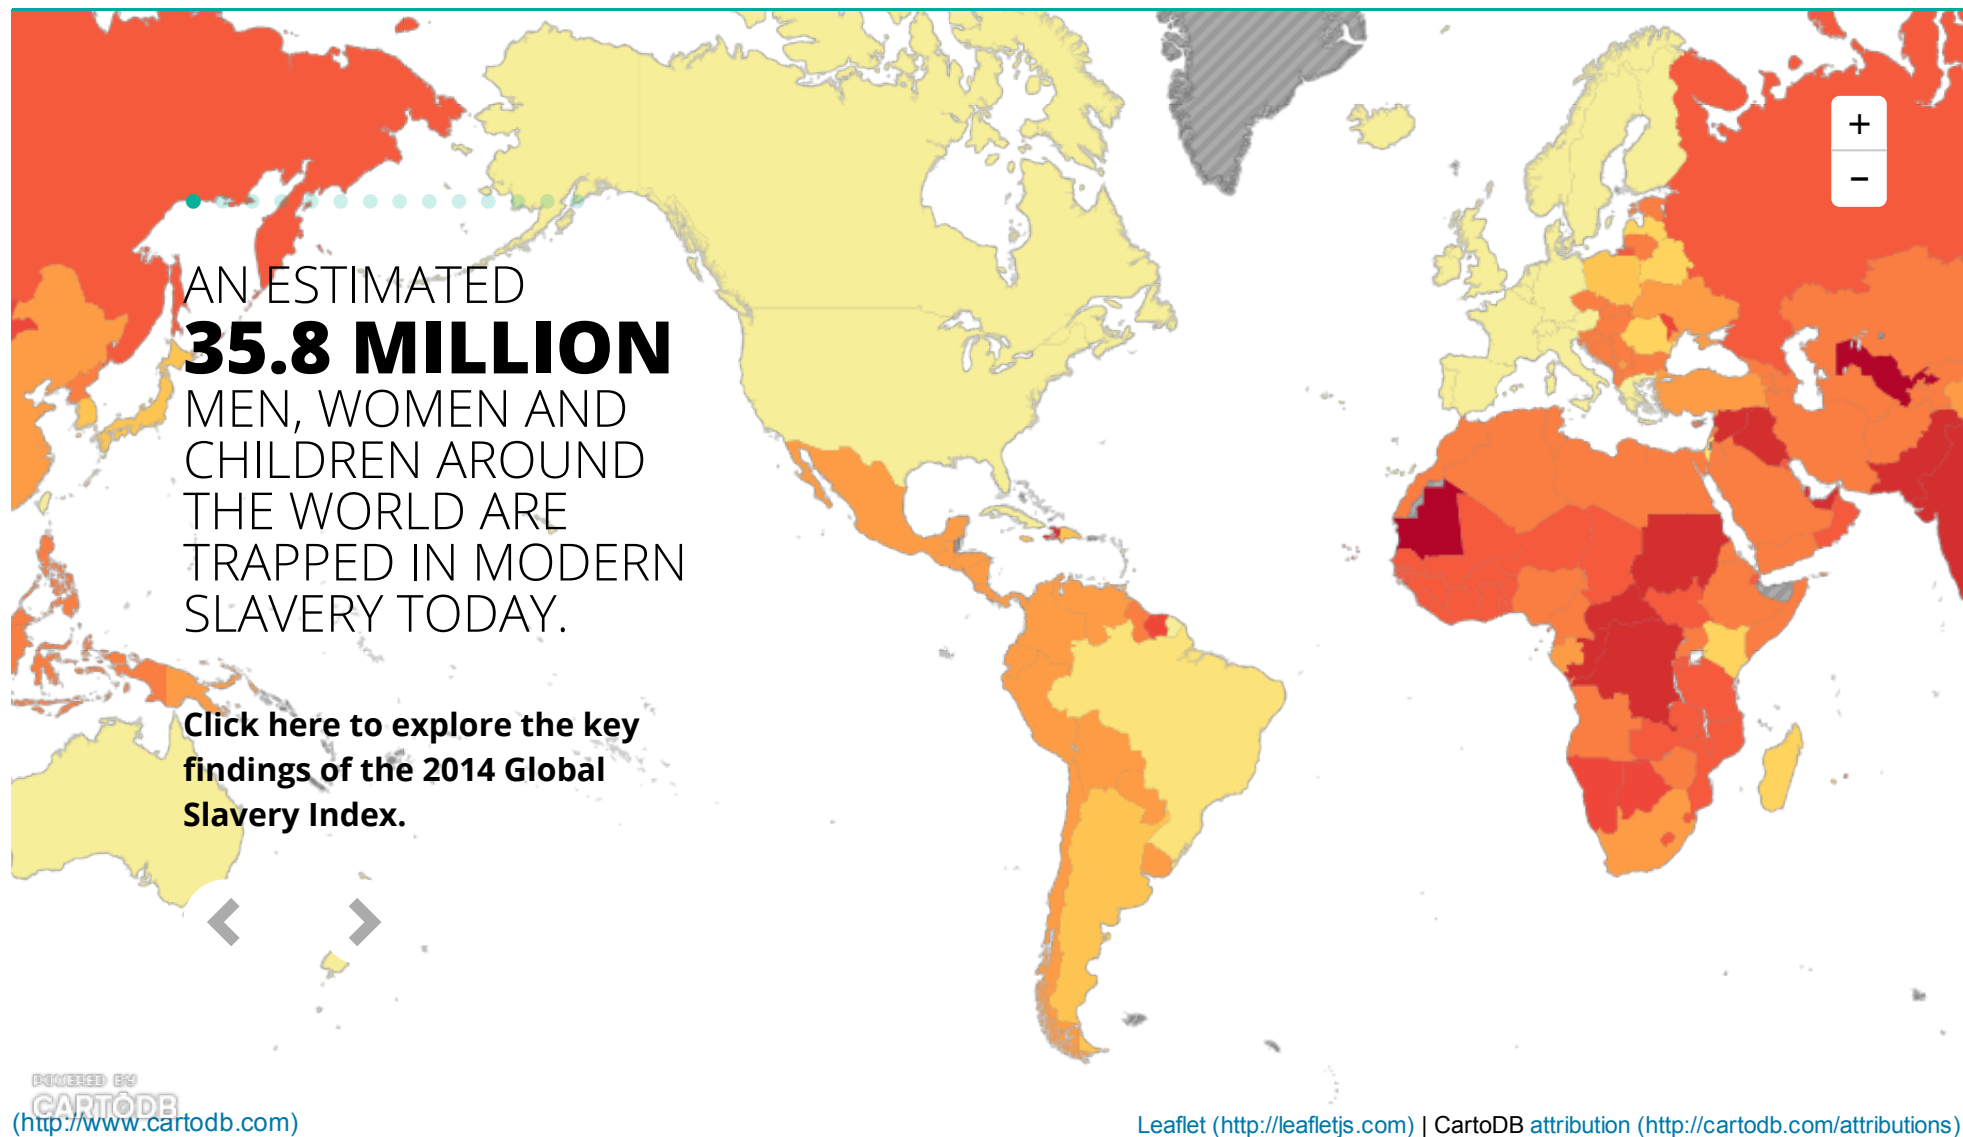 +
−
AN ESTIMATED
35.8 MILLION
MEN, WOMEN AND
CHILDREN AROUND
THE WORLD ARE
TRAPPED IN MODERN
SLAVERY TODAY.
Click here to explore the key
findings of the 2014 Global
Slavery Index.
POWERED BY
CARTODB
(http://www.cartodb.com)
Leaflet (http://leafletjs.com) | CartoDB attribution (http://cartodb.com/attributions)